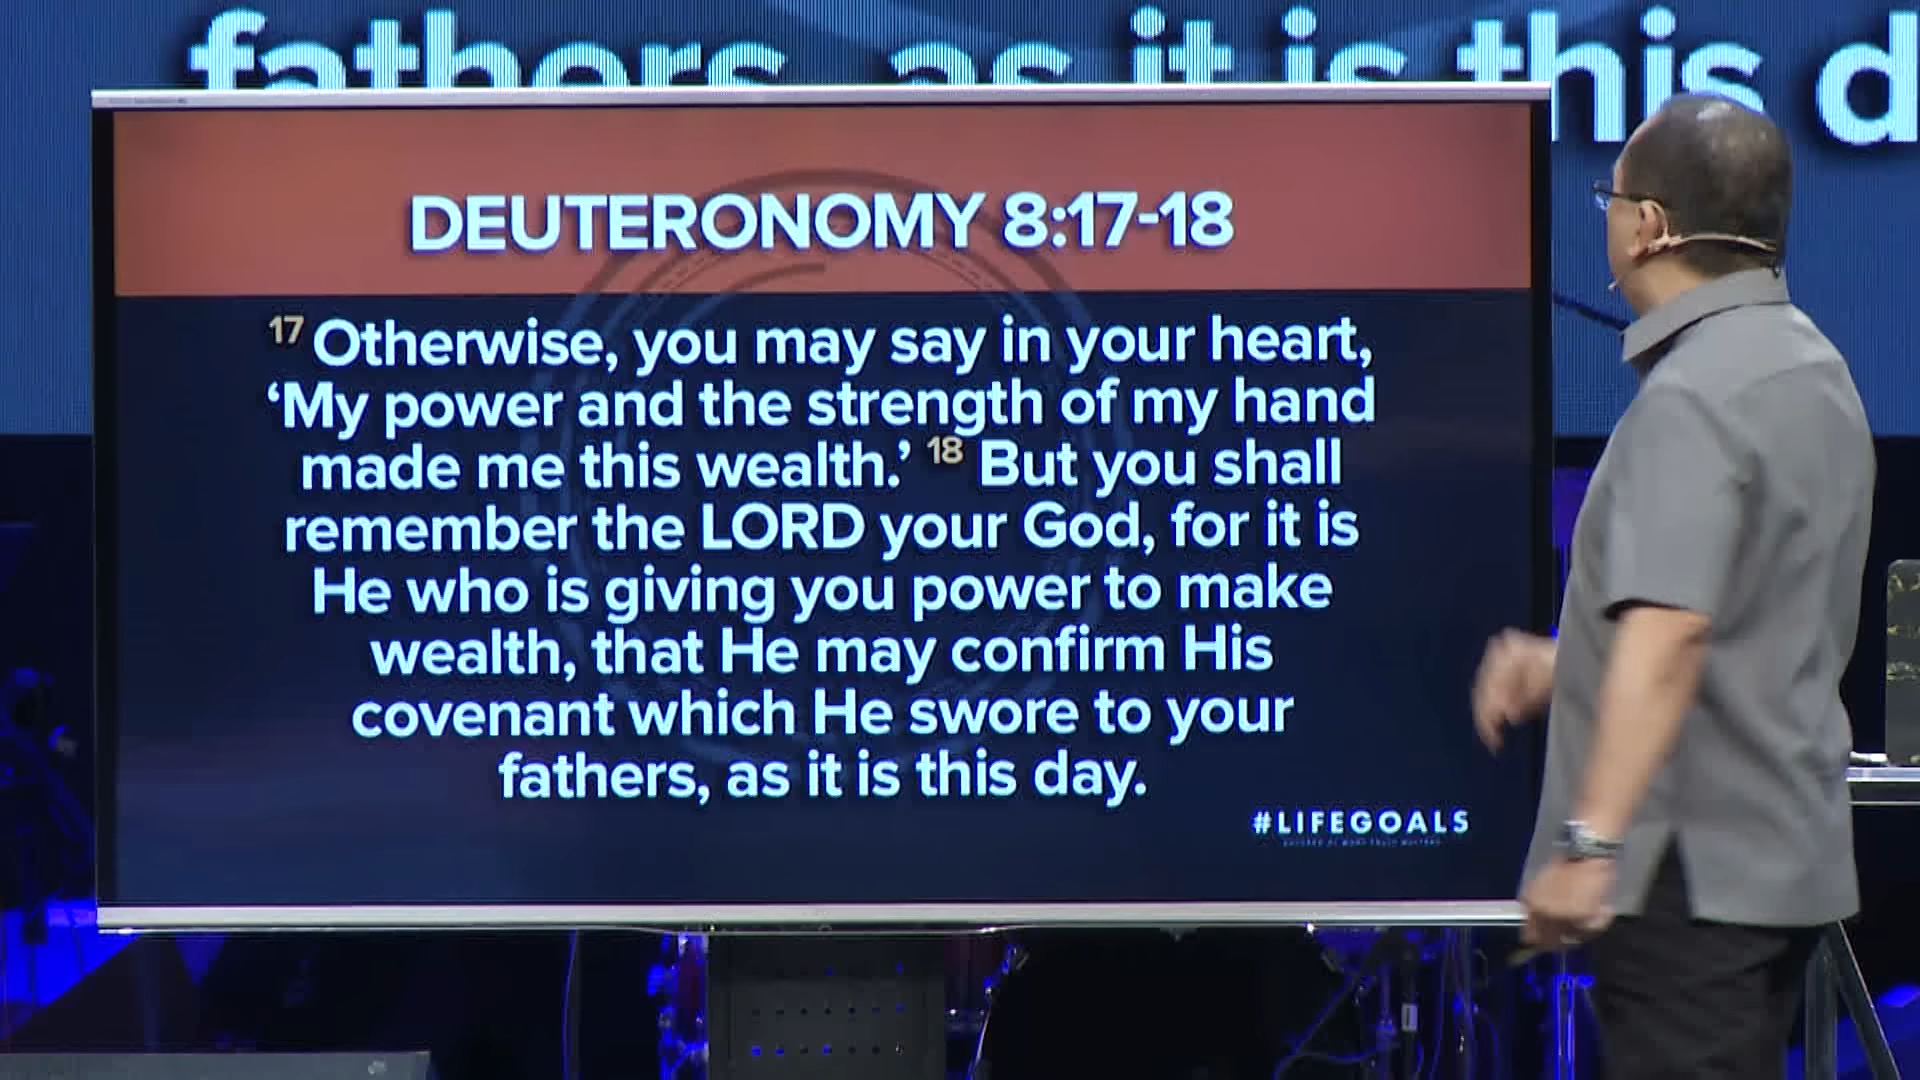 fathers, as it is this d
DEUTERONOMY 8:17-18
17 Otherwise, you may say in your heart,
‘My power and the strength of my hand
made me this wealth.’ 18 But you shall
remember the LORD your God, for it is
He who is giving you power to make
wealth, that He may confirm His
covenant which He swore to your
fathers, as it is this day.
#LIFEGOALS